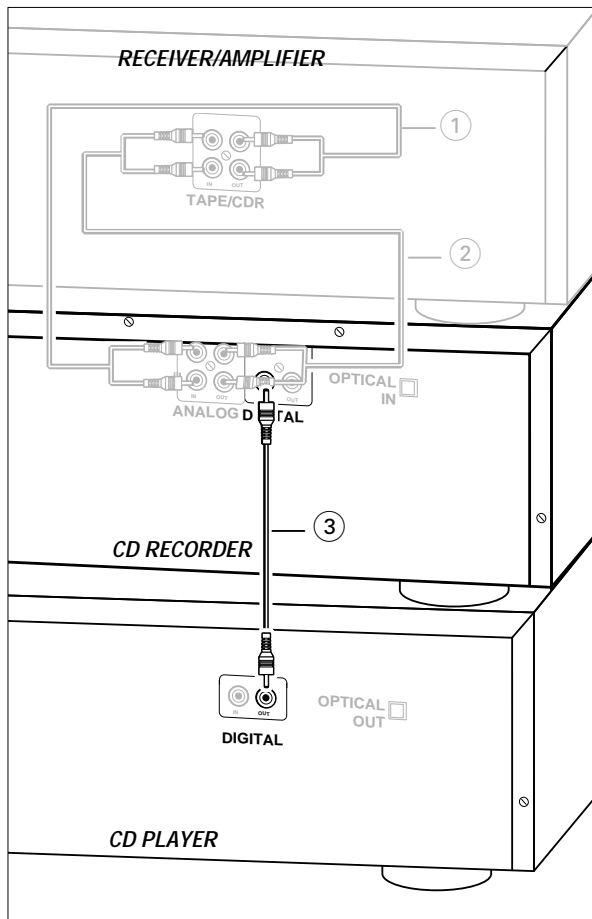 RECEIVER/AMPLIFIER
1
IN OUT
TAPE/CDR
2
OPTICAL
IN
IN OUT OUT
ANALOG
DIGITAL
3
CD RECORDER
IN OUT
DIGITAL
OPTICAL
OUT
CD PLAYER